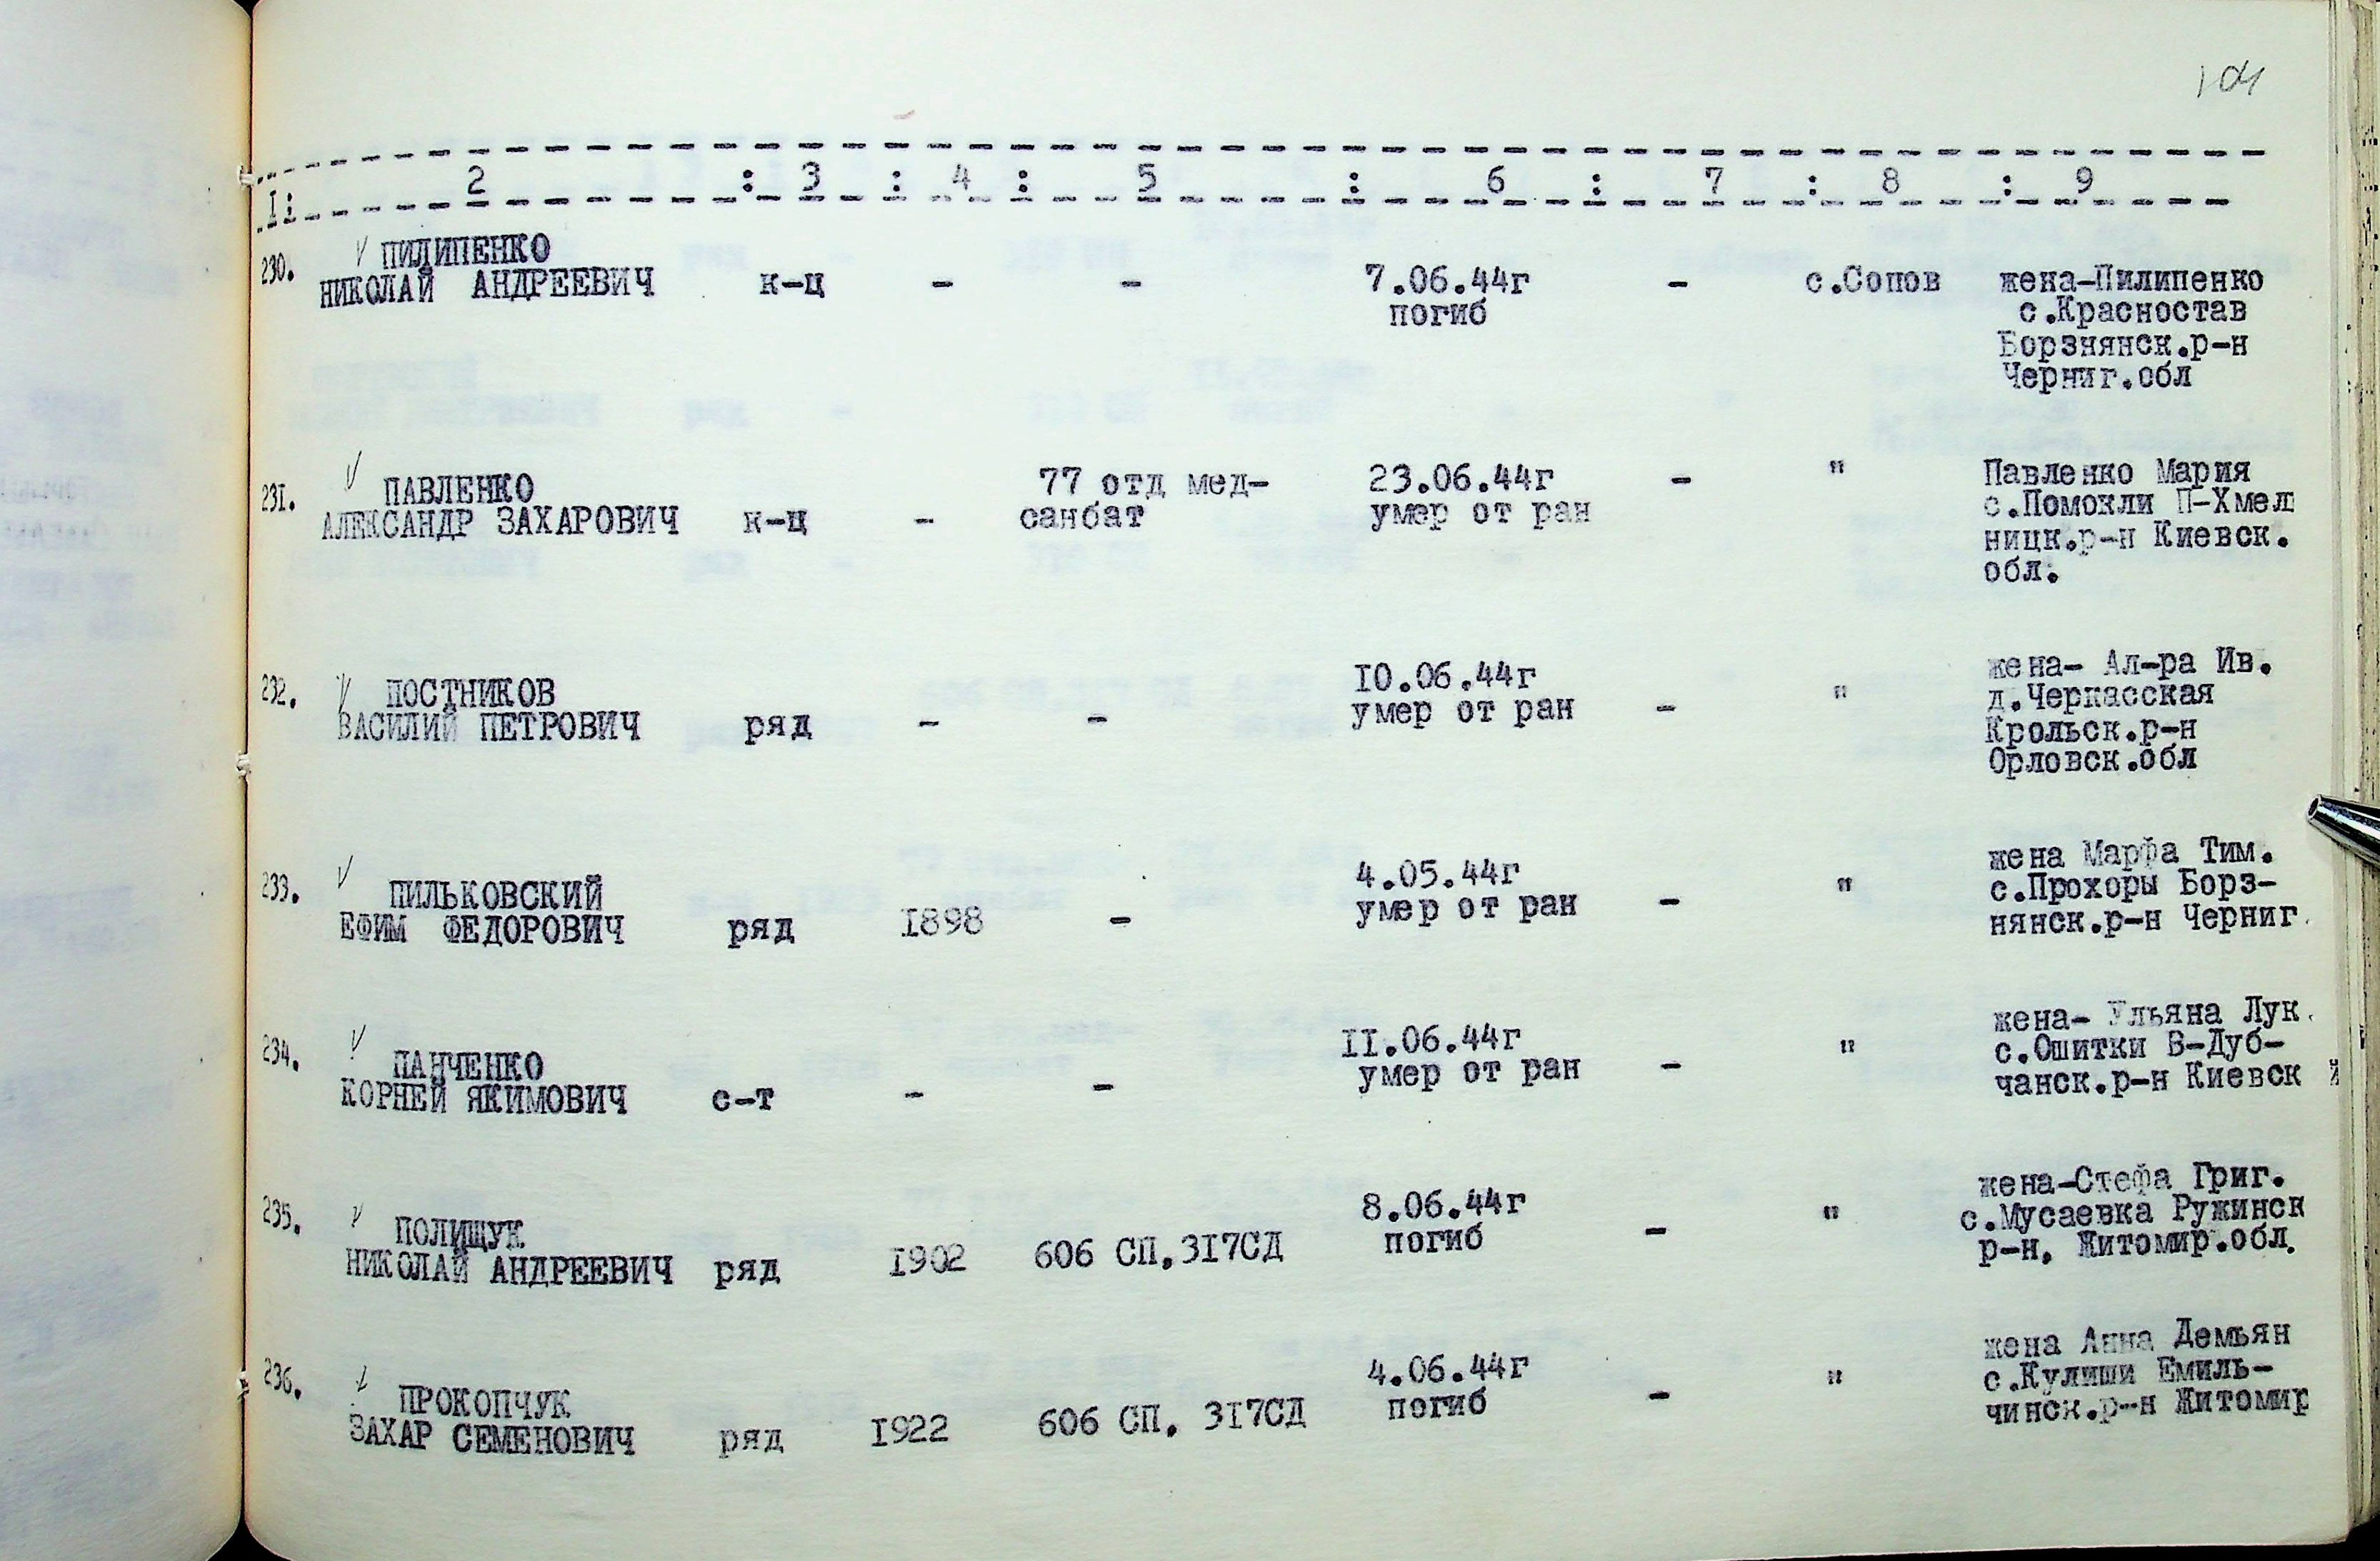 104
I: 2 : 3 : 4 : 5 : 6 : 7 : 8 : 9
230. ПИЛИПЕНКО
НИКОЛАЙ АНДРЕЕВИЧ к-ц - - 7.06.44г - с.Сопов жена-Пилипенко
погиб с.Красностав
Борзнянск.р-н
Черниг.обл
231. ПАВЛЕНКО 77 отд мед- 23.06.44г - " Павленко Мария
АЛЕКСАНДР ЗАХАРОВИЧ к-ц - санбат умер от ран с.Помокли П-Хмел
ницк.р-н Киевск.
обл.
232. ПОСТНИКОВ 10.06.44г " жена- Ал-ра Ив.
ВАСИЛИЙ ПЕТРОВИЧ ряд - - умер от ран - д.Черкасская
Крольск.р-н
Орловск.обл
233. ПИЛЬКОВСКИЙ 4.05.44г " жена Марфа Тим.
ЕФИМ ФЕДОРОВИЧ ряд 1898 - умер от ран - с.Прохоры Борз-
нянск.р-н Черниг.
234. ПАНЧЕНКО 11.06.44г " жена- Ульяна Лук.
КОРНЕЙ ЯКИМОВИЧ с-т - - умер от ран - с.Ошитки В-Дуб-
чанск.р-н Киевск
235. ПОЛИЩУК 8.06.44г " жена-Стефа Григ.
НИКОЛАЙ АНДРЕЕВИЧ ряд 1902 606 СП.317СД погиб - с.Мусаевка Ружинск
р-н. Житомир.обл.
236. ПРОКОПЧУК 4.06.44г " жена Анна Демьян
ЗАХАР СЕМЕНОВИЧ ряд 1922 606 СП. 317СД погиб - с.Кулиши Емиль-
чинск.р-н Житомир